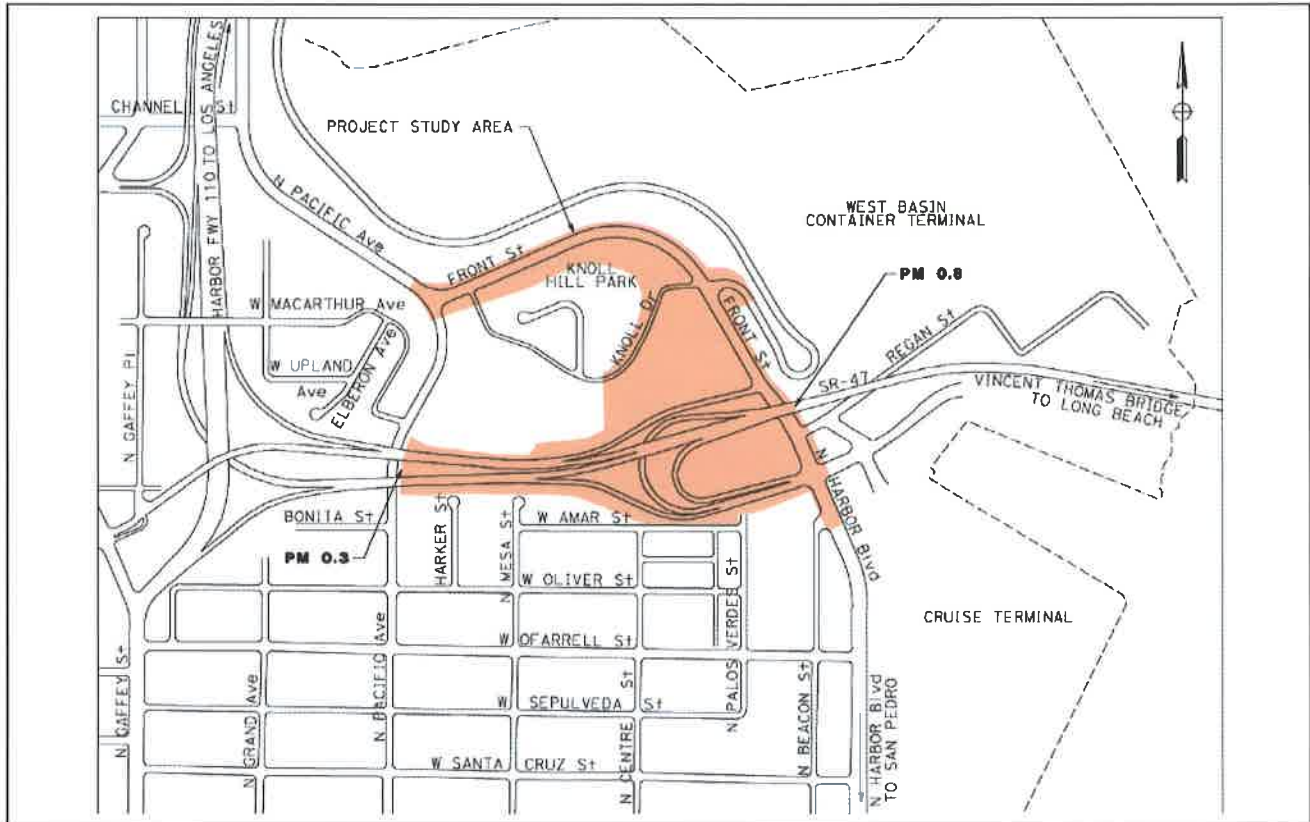 CHANNEL St
HARBOR FWY 110 TO LOS ANGELES
PROJECT STUDY AREA
N PACIFIC Ave
WEST BASIN
CONTAINER TERMINAL
FRONT St
KNOLL
HILL PARK
PM 0.8
W MACARTHUR Ave
KNOLL Dr
FRONT St
REGAN St
W UPLAND
Ave
ELBERON Ave
N GAFFEY Pl
SR-47
VINCENT THOMAS BRIDGE
TO LONG BEACH
N HARBOR Blvd
BONITA St
HARKER St
N MESA St
W AMAR St
PM 0.3
W OLIVER St
N PALOS VERDES St
CRUISE TERMINAL
W OFARRELL St
N GAFFEY St
N GRAND Ave
N PACIFIC Ave
W SEPULVEDA St
N CENTRE St
N BEACON St
N HARBOR Blvd
TO SAN PEDRO
W SANTA CRUZ St